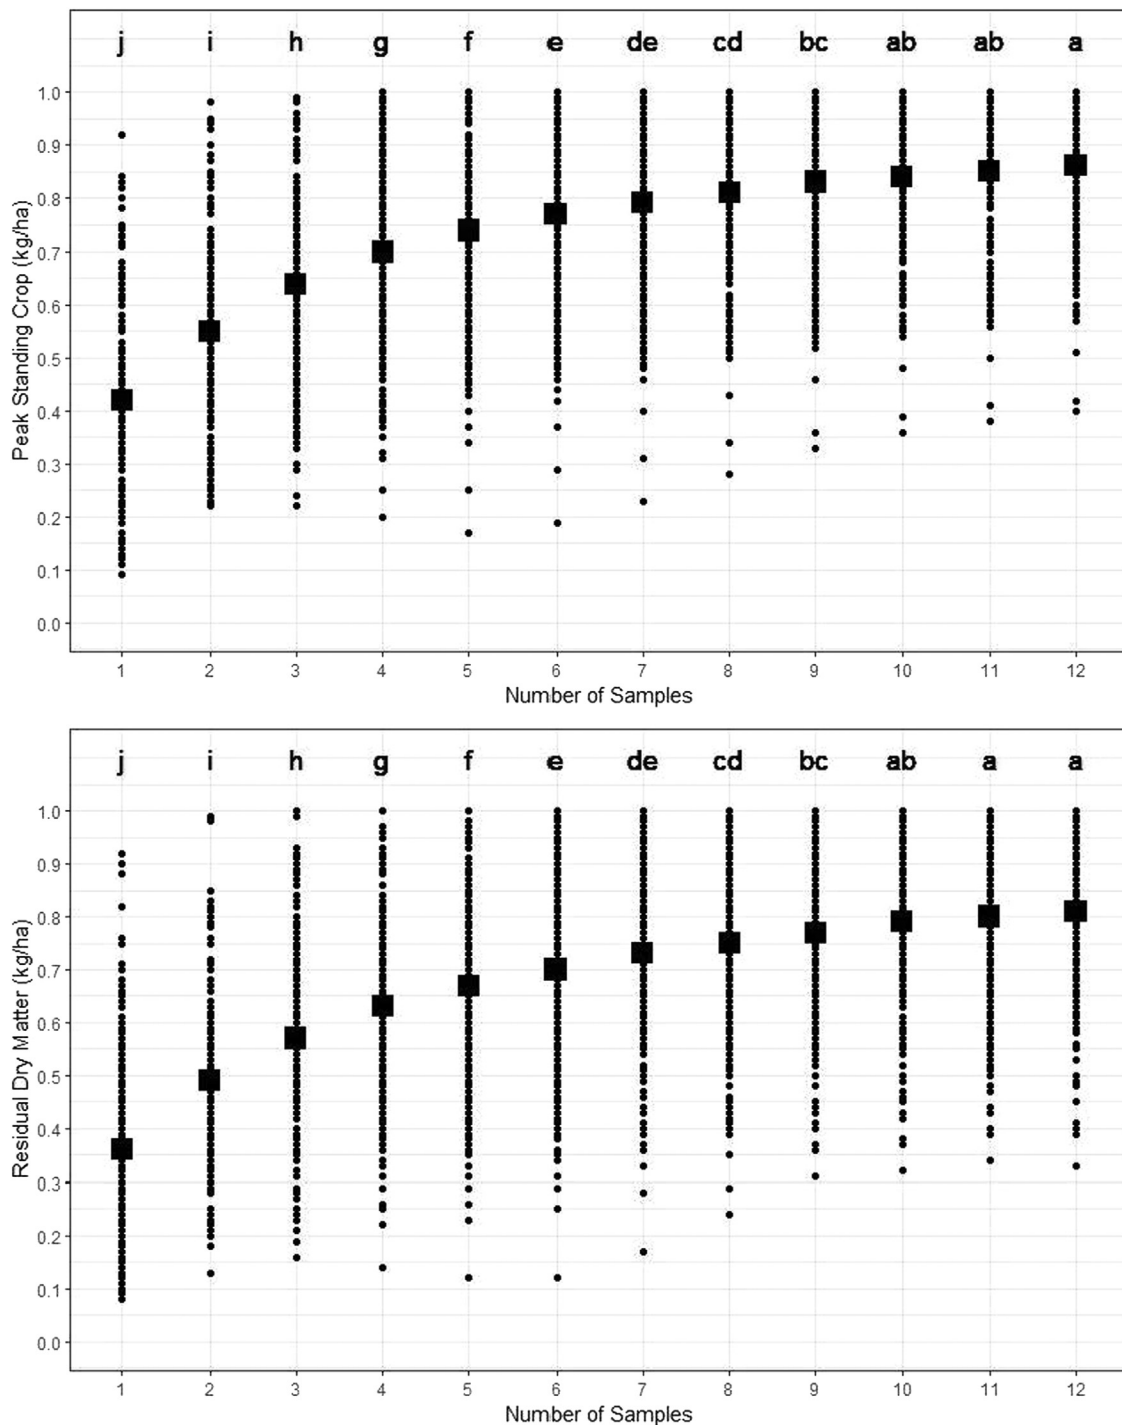 j i h g f e de cd bc ab ab a
1.0
0.9
0.8
0.7
0.6
0.5
0.4
0.3
0.2
0.1
0.0
Peak Standing Crop (kg/ha)
1 2 3 4 5 6 7 8 9 10 11 12
Number of Samples
j i h g f e de cd bc ab a a
1.0
0.9
0.8
0.7
0.6
0.5
0.4
0.3
0.2
0.1
0.0
Residual Dry Matter (kg/ha)
1 2 3 4 5 6 7 8 9 10 11 12
Number of Samples